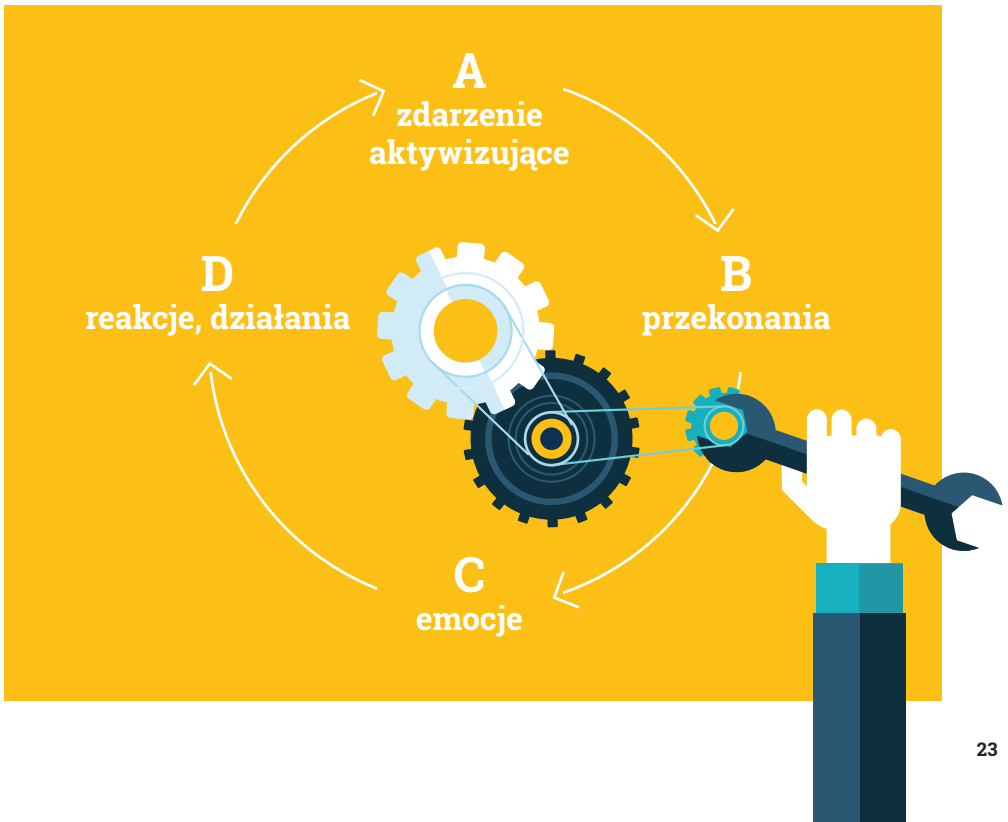 A
zdarzenie
aktywizujące
B
przekonania
C
emocje
D
reakcje, działania
23